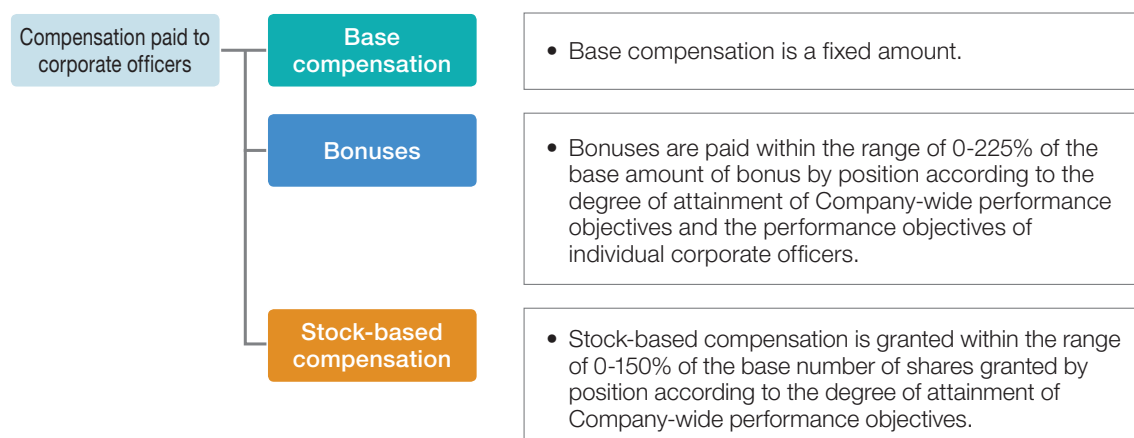 Compensation paid to
corporate officers
Base
compensation
• Base compensation is a fixed amount.
Bonuses
• Bonuses are paid within the range of 0-225% of the
base amount of bonus by position according to the
degree of attainment of Company-wide performance
objectives and the performance objectives of
individual corporate officers.
Stock-based
compensation
• Stock-based compensation is granted within the range
of 0-150% of the base number of shares granted by
position according to the degree of attainment of
Company-wide performance objectives.